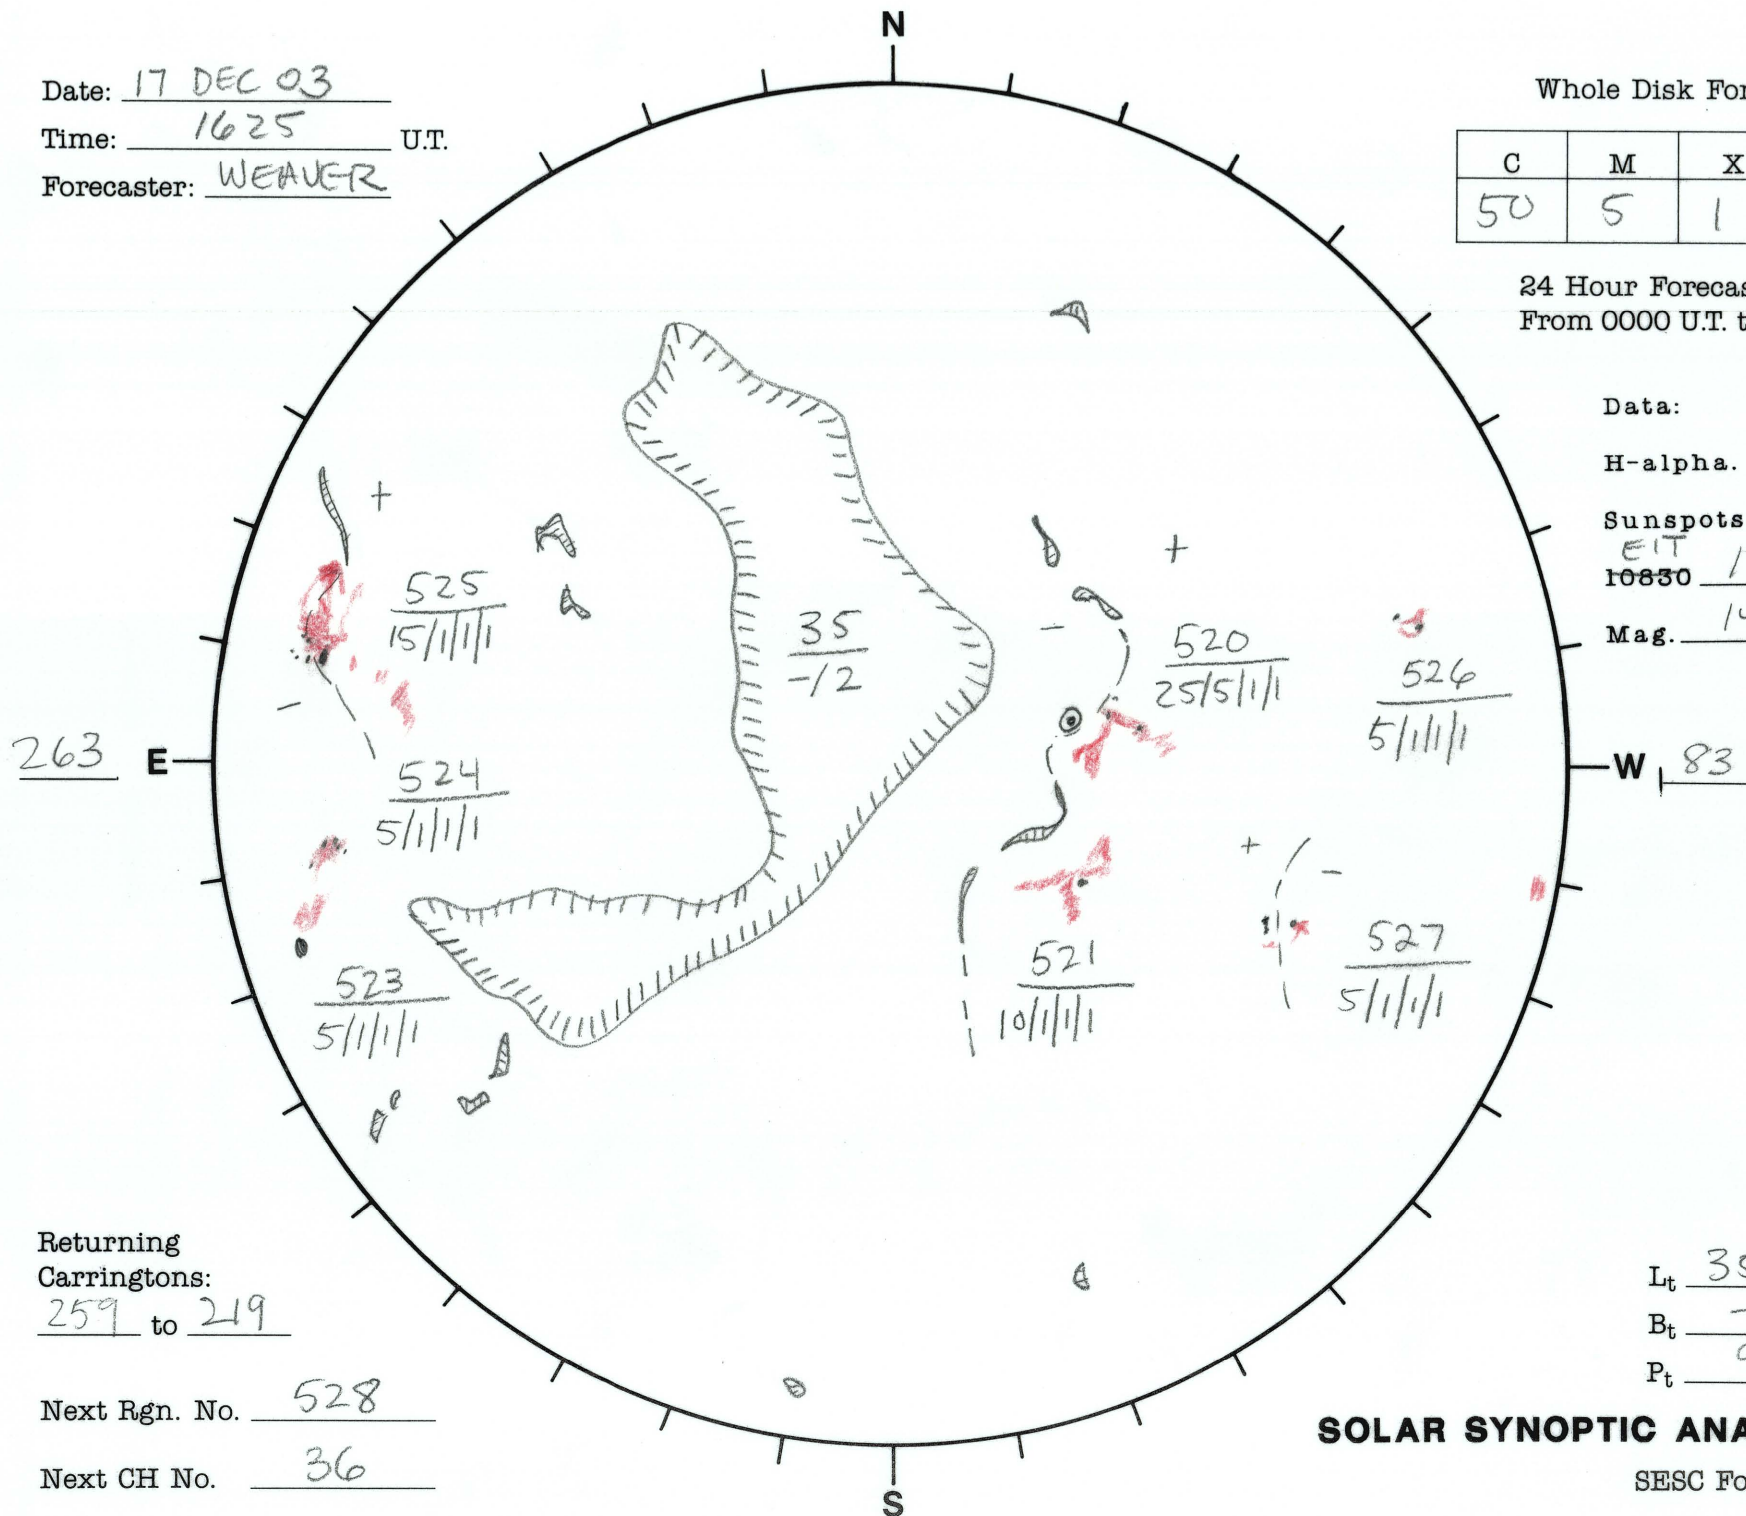 N
Date: 17 DEC 03
Time: 1625 U.T.
Forecaster: WEAVER
Whole Disk For
C M X
50 5 1
24 Hour Forecas
From 0000 U.T. t
Data:
H-alpha.
Sunspots
EIT
10830
Mag.
+
525
15/1/1/1
-
524
5/1/1/1
35
-/2
+
-
520
25/5/1/1
526
5/1/1/1
263 E
W 83
523
5/1/1/1
521
10/1/1/1
+
-
527
5/1/1/1
Returning
Carringtons:
259 to 219
Next Rgn. No. 528
Next CH No. 36
Lt
Bt
Pt
SOLAR SYNOPTIC ANA
SESC Fo
S